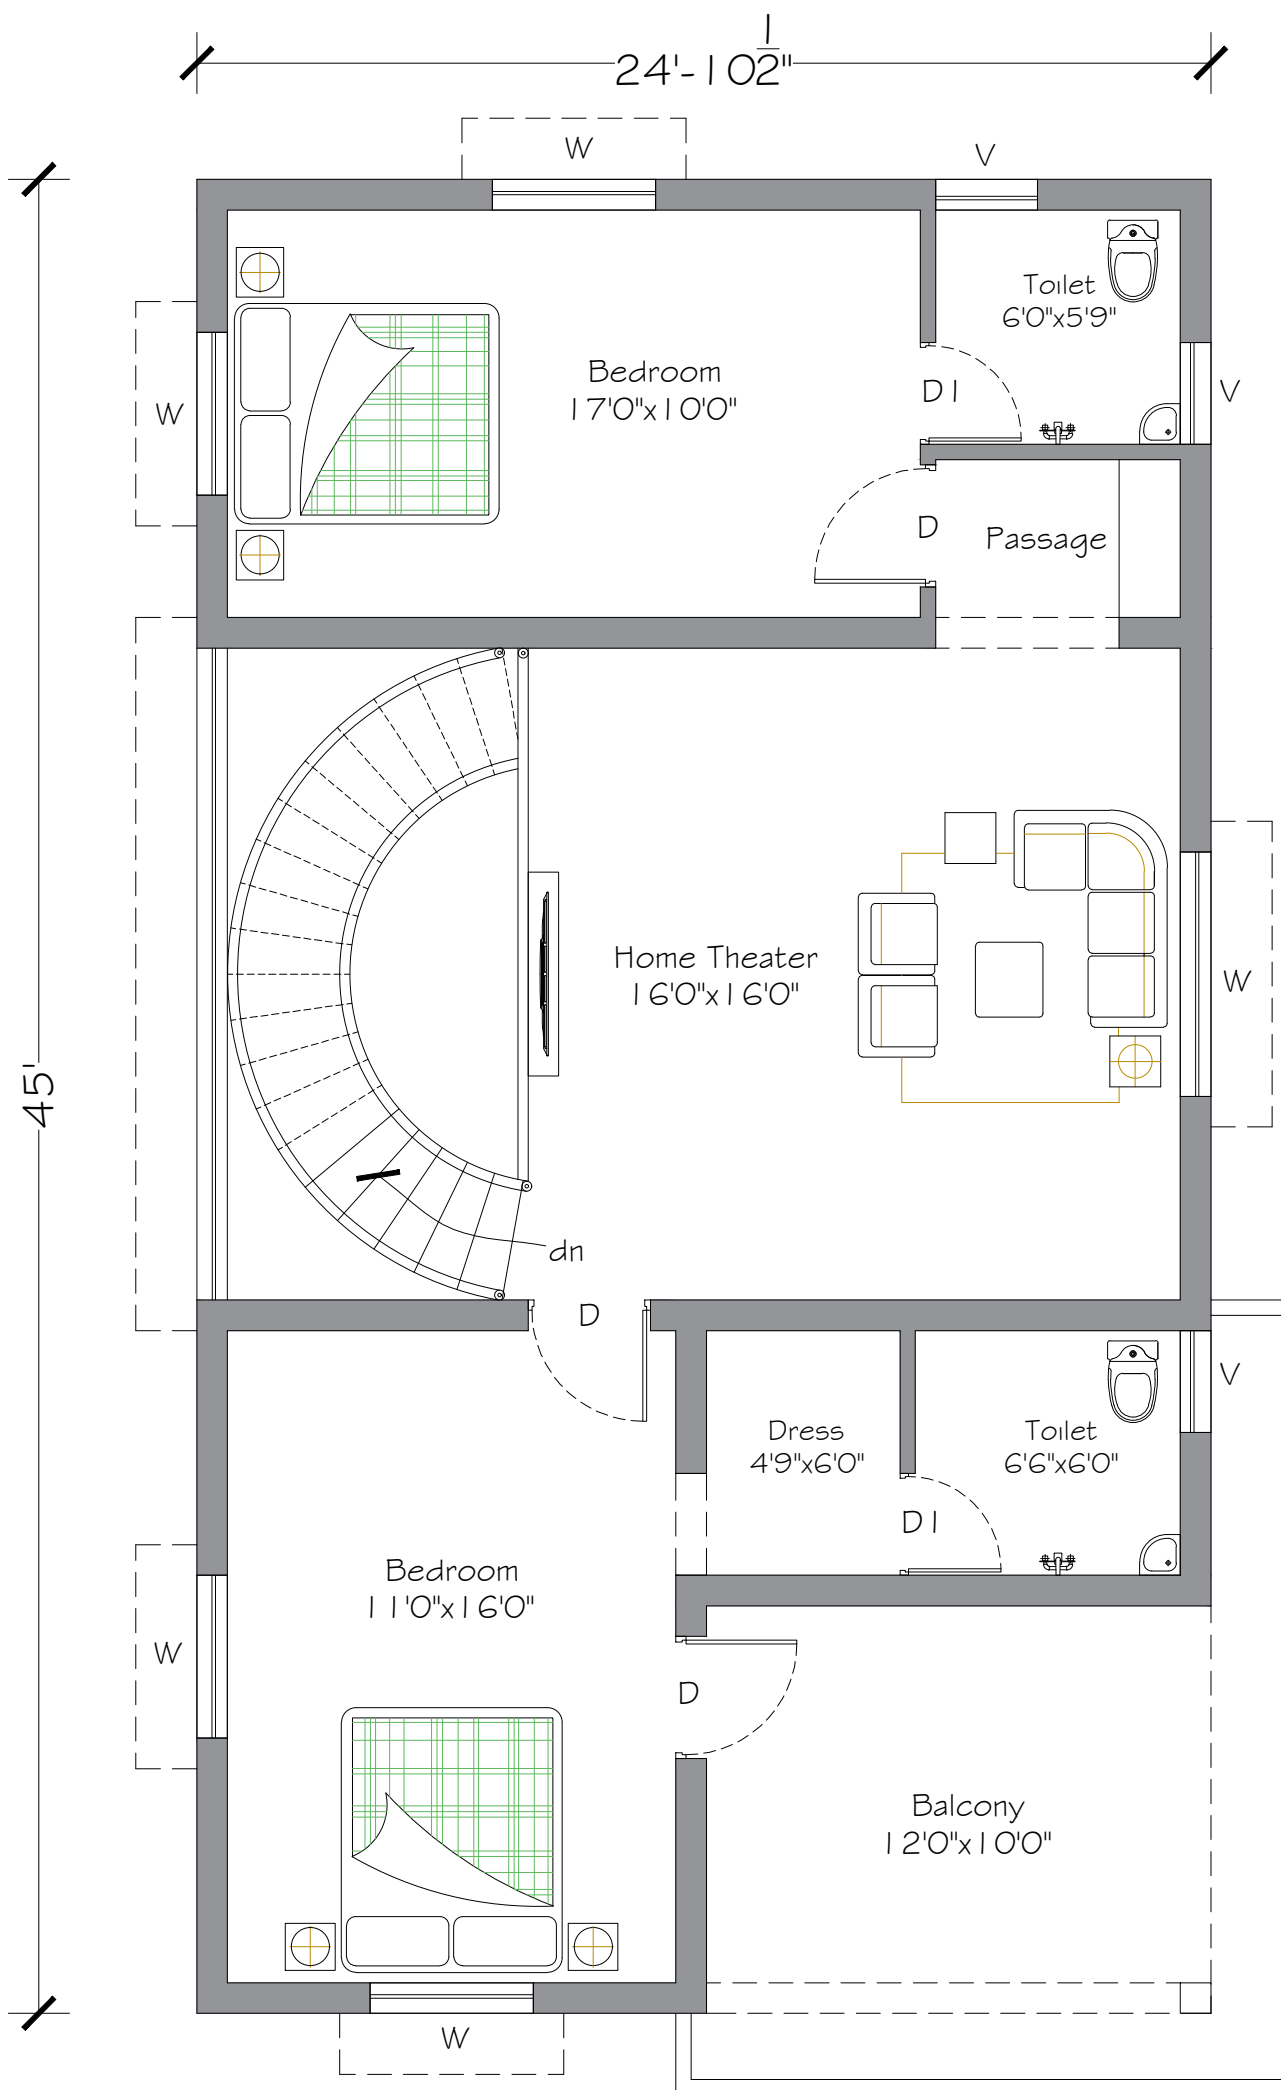 24'-10 1/2"
W
V
Toilet
6'0"x5'9"
Bedroom
17'0"x10'0"
D1
V
W
D
Passage
Home Theater
16'0"x16'0"
W
dn
45'
D
V
Dress
4'9"x6'0"
Toilet
6'6"x6'0"
D1
Bedroom
11'0"x16'0"
W
D
Balcony
12'0"x10'0"
W